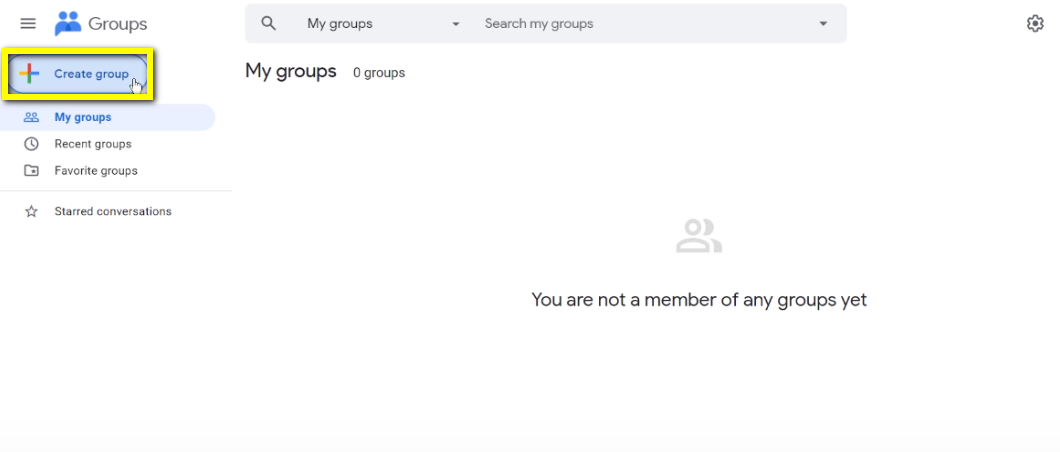 Groups
My groups
Search my groups
Create group
My groups 0 groups
My groups
Recent groups
Favorite groups
Starred conversations
You are not a member of any groups yet